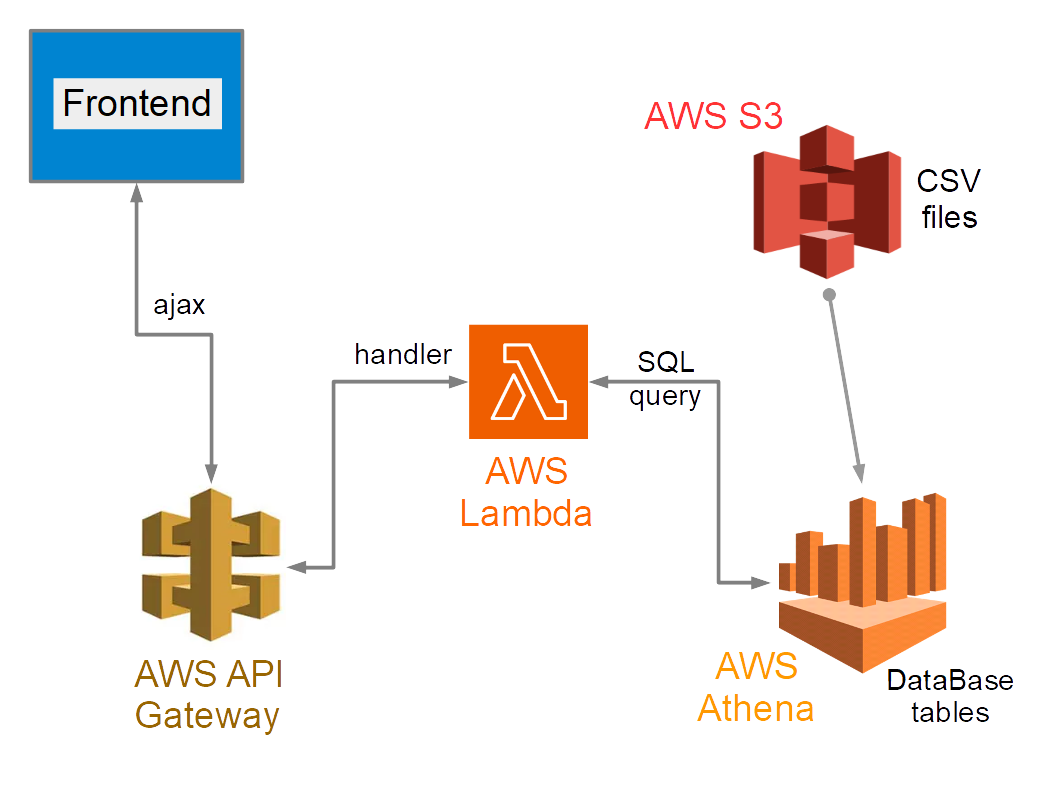 Frontend
AWS S3
CSV
files
ajax
handler
SQL
query
AWS
Lambda
AWS API
Gateway
AWS
Athena
DataBase
tables